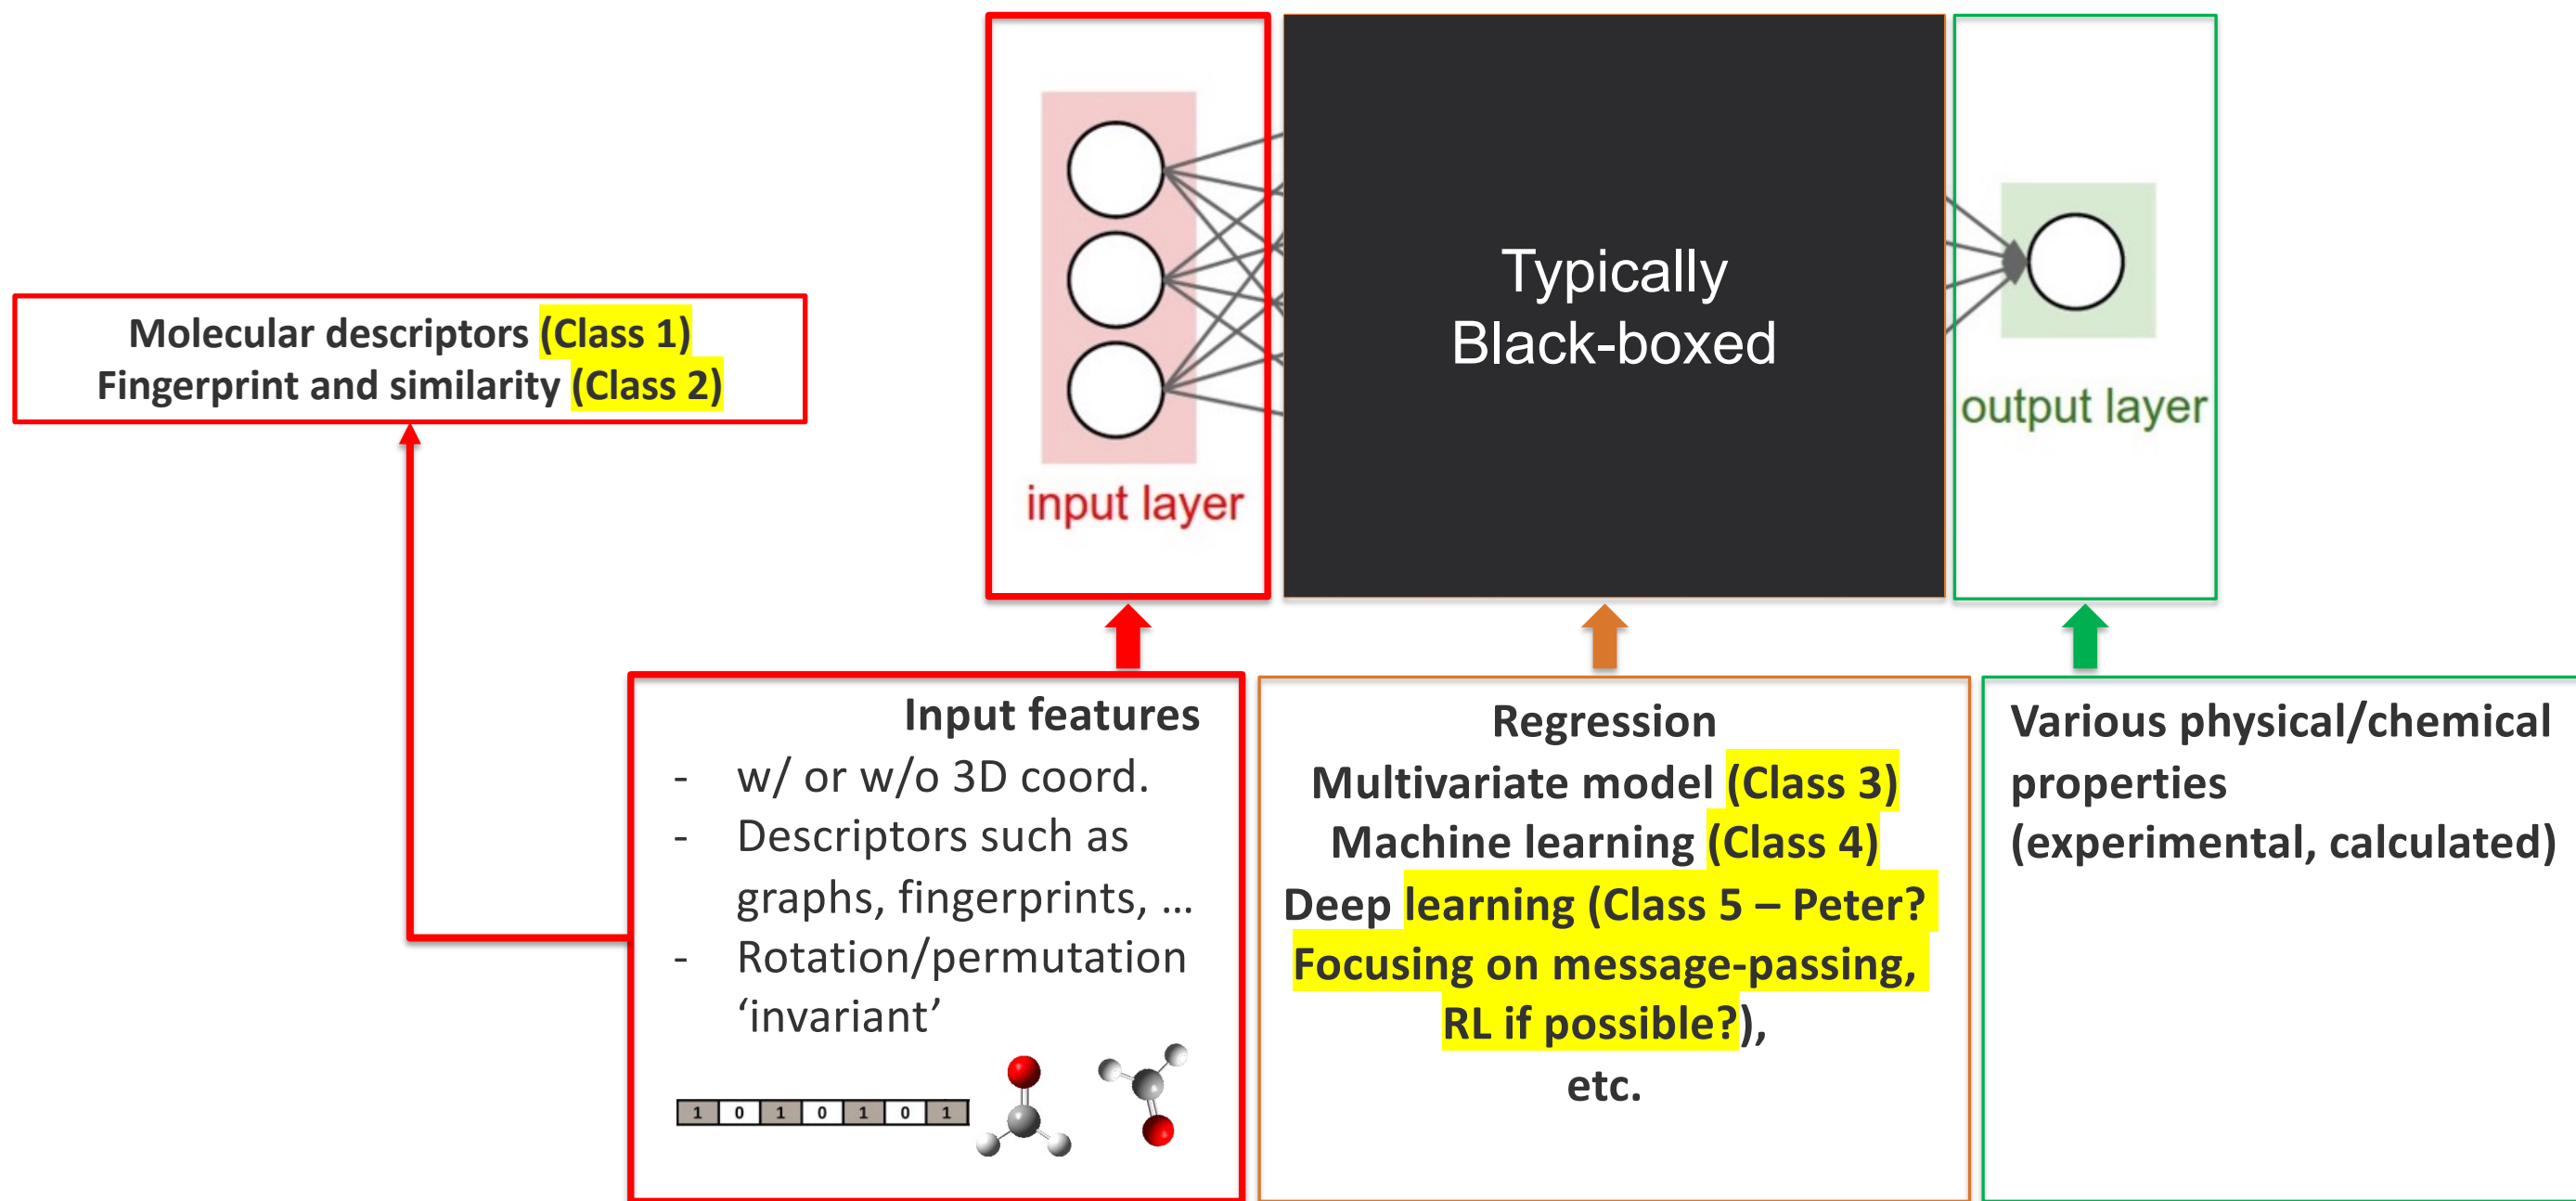 Typically
Black-boxed
input layer
output layer
Molecular descriptors (Class 1)
Fingerprint and similarity (Class 2)
Input features
- w/ or w/o 3D coord.
- Descriptors such as
graphs, fingerprints, …
- Rotation/permutation
‘invariant’
1 0 1 0 1 0 1
Regression
Multivariate model (Class 3)
Machine learning (Class 4)
Deep learning (Class 5 – Peter?
Focusing on message-passing,
RL if possible?),
etc.
Various physical/chemical
properties
(experimental, calculated)